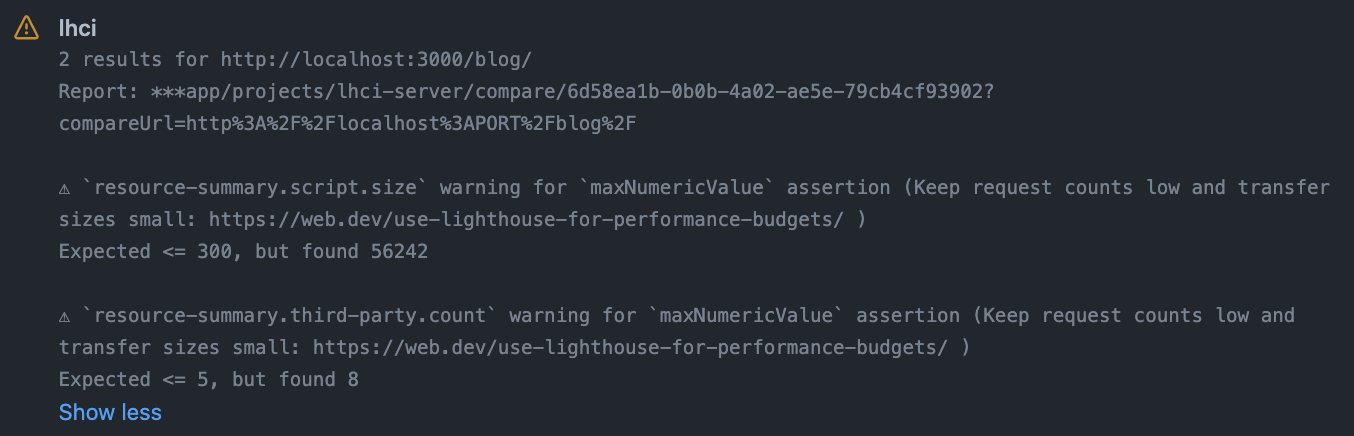 lhci
2 results for http://localhost:3000/blog/
Report: ***app/projects/lhci-server/compare/6d58ea1b-0b0b-4a02-ae5e-79cb4cf93902?
compareUrl=http%3A%2F%2Flocalhost%3APORT%2Fblog%2F
⚠ `resource-summary.script.size` warning for `maxNumericValue` assertion (Keep request counts low and transfer
sizes small: https://web.dev/use-lighthouse-for-performance-budgets/ )
Expected <= 300, but found 56242
⚠ `resource-summary.third-party.count` warning for `maxNumericValue` assertion (Keep request counts low and
transfer sizes small: https://web.dev/use-lighthouse-for-performance-budgets/ )
Expected <= 5, but found 8
Show less